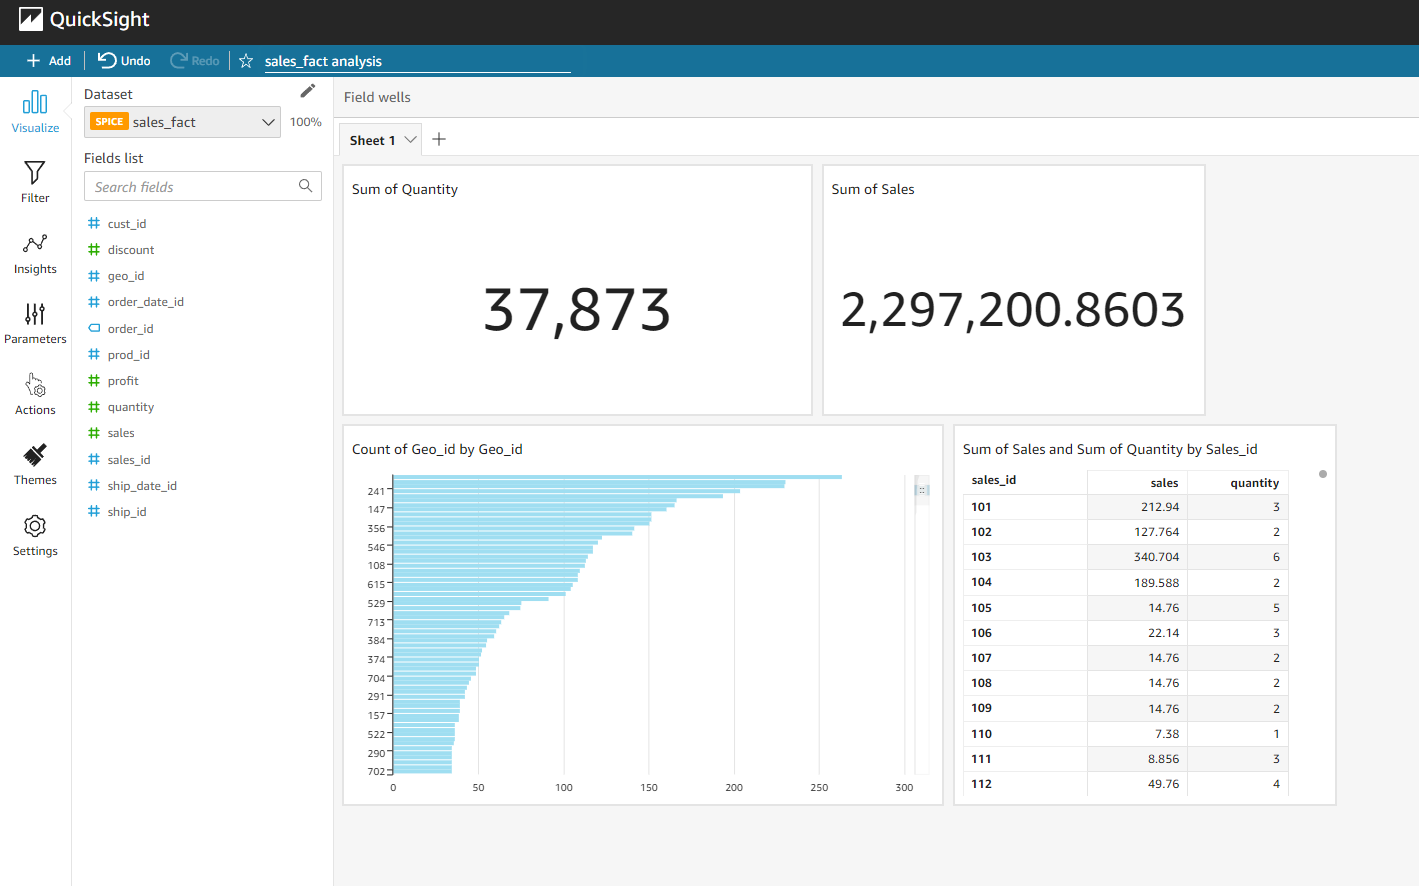 QuickSight
Add Undo Redo sales_fact analysis
Visualize
Filter
Insights
Parameters
Actions
Themes
Settings
Dataset
SPICE sales_fact 100%
Fields list
Search fields
cust_id
discount
geo_id
order_date_id
order_id
prod_id
profit
quantity
sales
sales_id
ship_date_id
ship_id
Field wells
Sheet 1
Sum of Quantity
37,873
Sum of Sales
2,297,200.8603
Count of Geo_id by Geo_id
241
147
356
546
108
615
529
713
384
374
704
291
157
522
290
702
0 50 100 150 200 250 300
Sum of Sales and Sum of Quantity by Sales_id
sales_id sales quantity
101 212.94 3
102 127.764 2
103 340.704 6
104 189.588 2
105 14.76 5
106 22.14 3
107 14.76 2
108 14.76 2
109 14.76 2
110 7.38 1
111 8.856 3
112 49.76 4